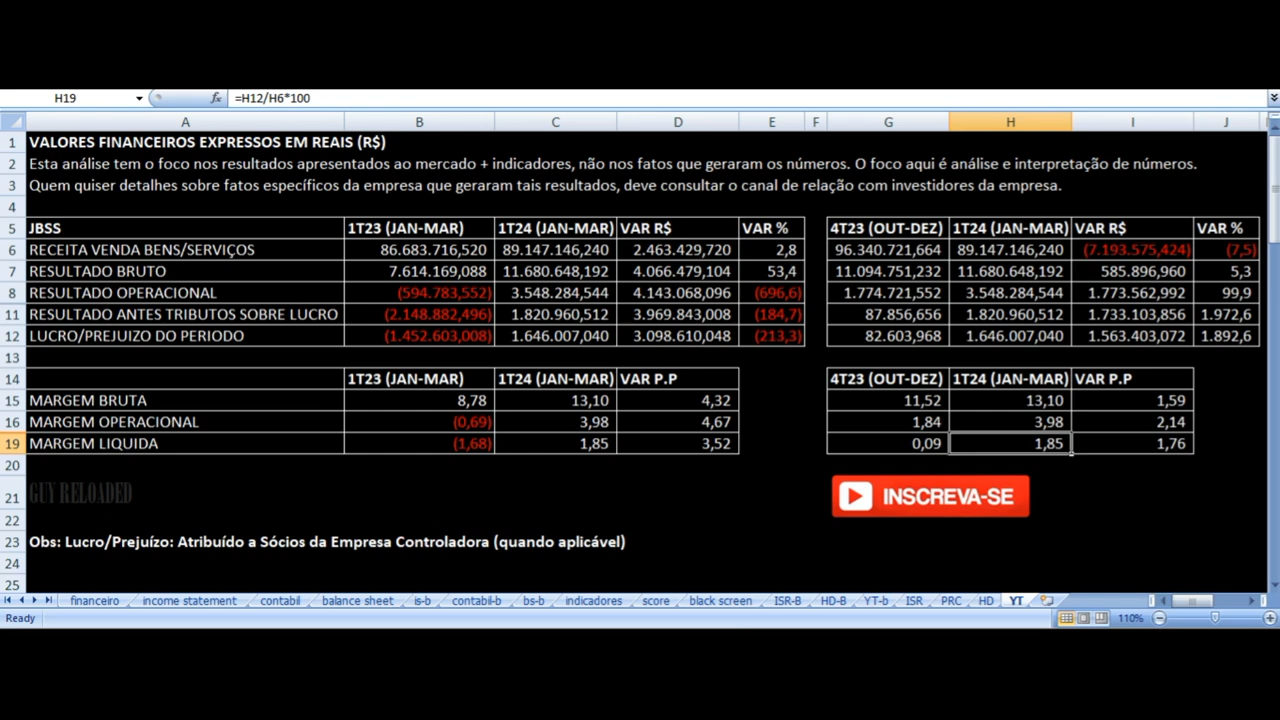 H19 fx =H12/H6*100
A B C D E F G H I J
1 VALORES FINANCEIROS EXPRESSOS EM REAIS (R$)
2 Esta análise tem o foco nos resultados apresentados ao mercado + indicadores, não nos fatos que geraram os números. O foco aqui é análise e interpretação de números.
3 Quem quiser detalhes sobre fatos específicos da empresa que geraram tais resultados, deve consultar o canal de relação com investidores da empresa.
4
5 JBSS 1T23 (JAN-MAR) 1T24 (JAN-MAR) VAR R$ VAR % 4T23 (OUT-DEZ) 1T24 (JAN-MAR) VAR R$ VAR %
6 RECEITA VENDA BENS/SERVIÇOS 86.683.716,520 89.147.146,240 2.463.429,720 2,8 96.340.721,664 89.147.146,240 (7.193.575,424) (7,5)
7 RESULTADO BRUTO 7.614.169,088 11.680.648,192 4.066.479,104 53,4 11.094.751,232 11.680.648,192 585.896,960 5,3
8 RESULTADO OPERACIONAL (594.783,552) 3.548.284,544 4.143.068,096 (696,6) 1.774.721,552 3.548.284,544 1.773.562,992 99,9
11 RESULTADO ANTES TRIBUTOS SOBRE LUCRO (2.148.882,496) 1.820.960,512 3.969.843,008 (184,7) 87.856,656 1.820.960,512 1.733.103,856 1.972,6
12 LUCRO/PREJUIZO DO PERIODO (1.452.603,008) 1.646.007,040 3.098.610,048 (213,3) 82.603,968 1.646.007,040 1.563.403,072 1.892,6
13
14 1T23 (JAN-MAR) 1T24 (JAN-MAR) VAR P.P 4T23 (OUT-DEZ) 1T24 (JAN-MAR) VAR P.P
15 MARGEM BRUTA 8,78 13,10 4,32 11,52 13,10 1,59
16 MARGEM OPERACIONAL (0,69) 3,98 4,67 1,84 3,98 2,14
19 MARGEM LIQUIDA (1,68) 1,85 3,52 0,09 1,85 1,76
20
21 GUY RELOADED INSCREVA-SE
22
23 Obs: Lucro/Prejuízo: Atribuído a Sócios da Empresa Controladora (quando aplicável)
24
25
financeiro income statement contabil balance sheet is-b contabil-b bs-b indicadores score black screen ISR-B HD-B YT-b ISR PRC HD YT
Ready 110%